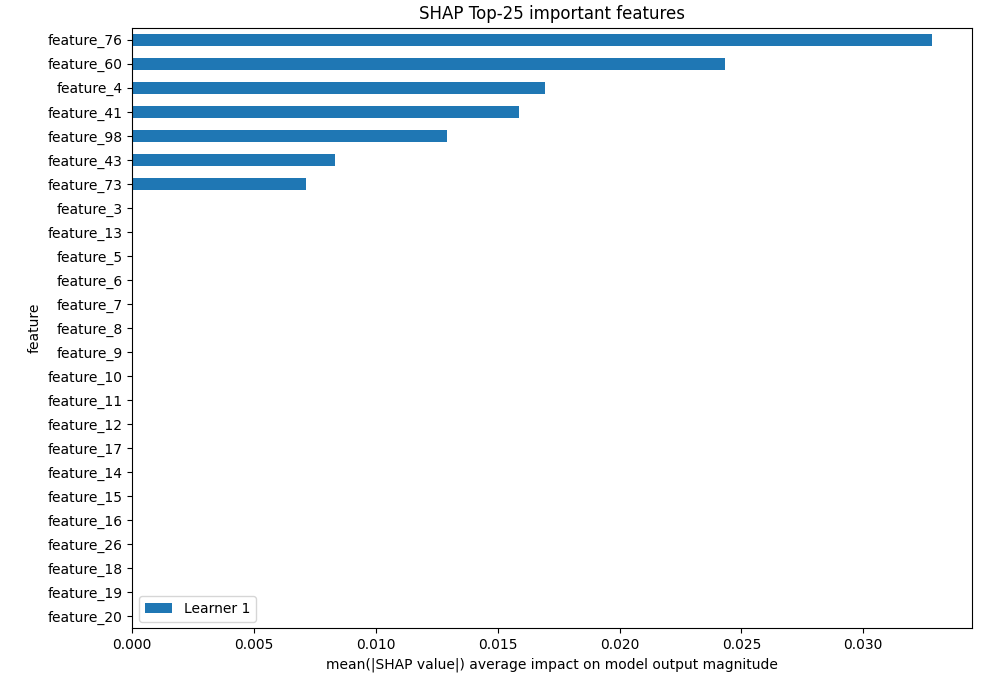 SHAP Top-25 important features
feature_76
feature_60
feature_4
feature_41
feature_98
feature_43
feature_73
feature_3
feature_13
feature_5
feature_6
feature_7
feature_8
feature_9
feature_10
feature_11
feature_12
feature_17
feature_14
feature_15
feature_16
feature_26
feature_18
feature_19
feature_20
feature
Learner 1
0.000 0.005 0.010 0.015 0.020 0.025 0.030
mean(|SHAP value|) average impact on model output magnitude